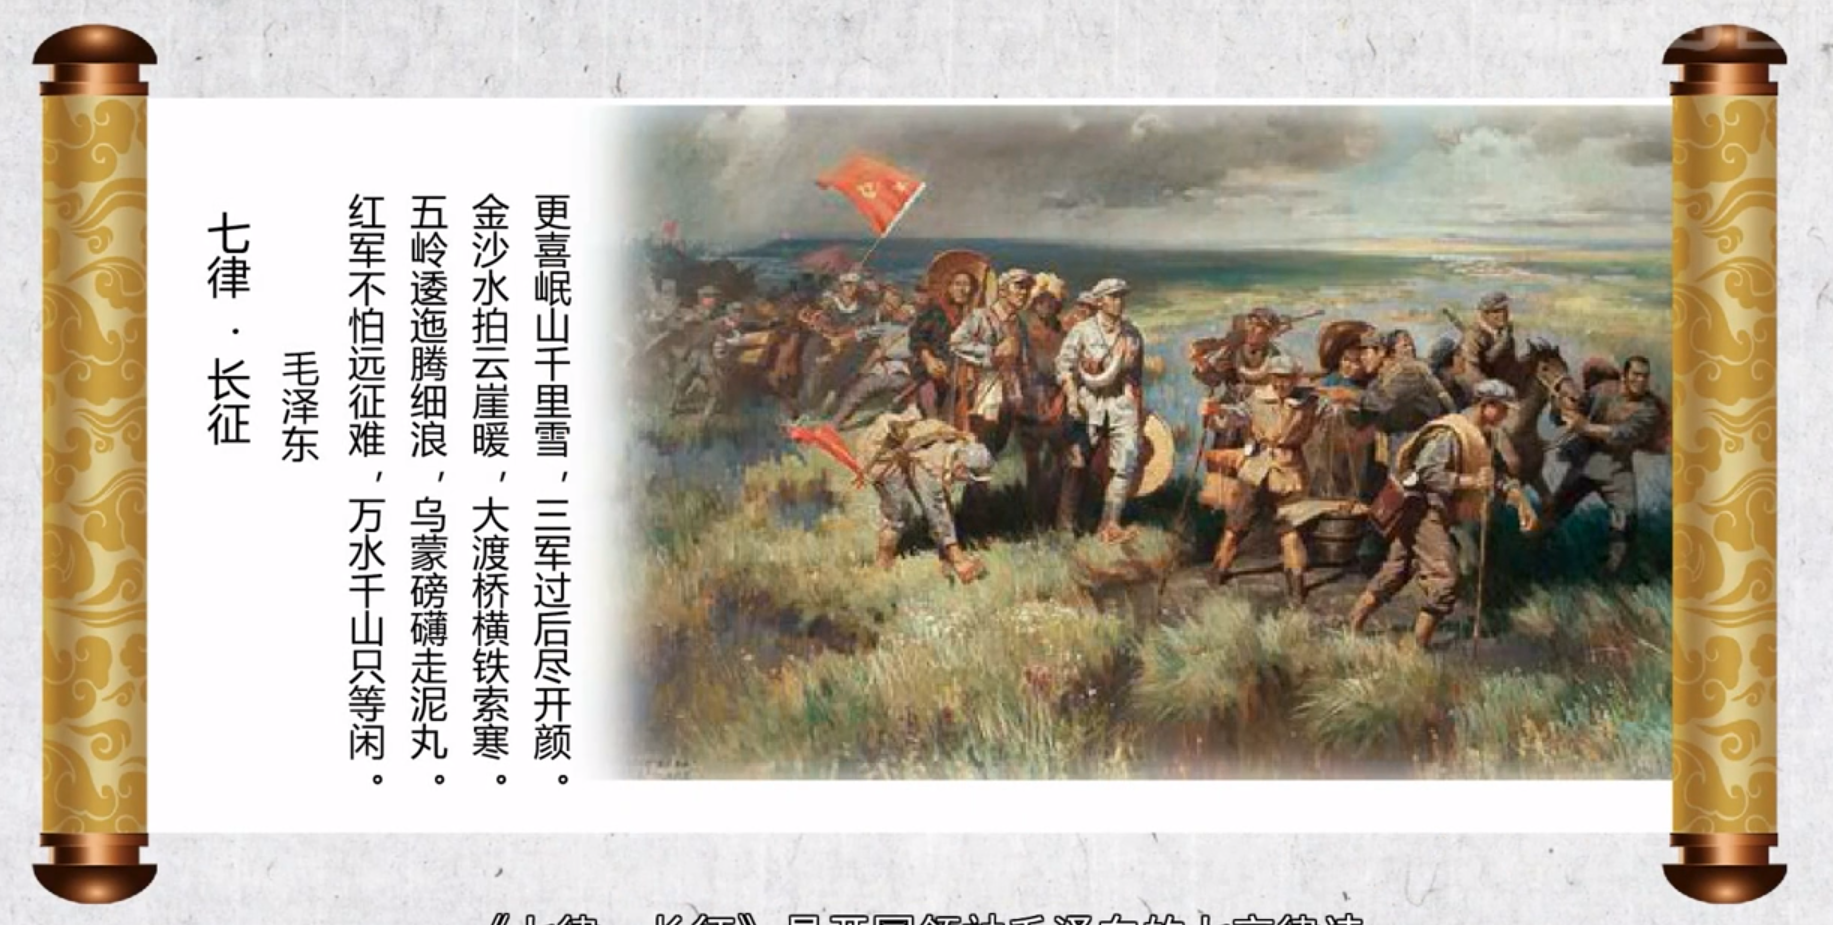 七律·长征
毛泽东
红军不怕远征难,万水千山只等闲。
五岭逶迤腾细浪,乌蒙磅礴走泥丸。
金沙水拍云崖暖,大渡桥横铁索寒。
更喜岷山千里雪,三军过后尽开颜。